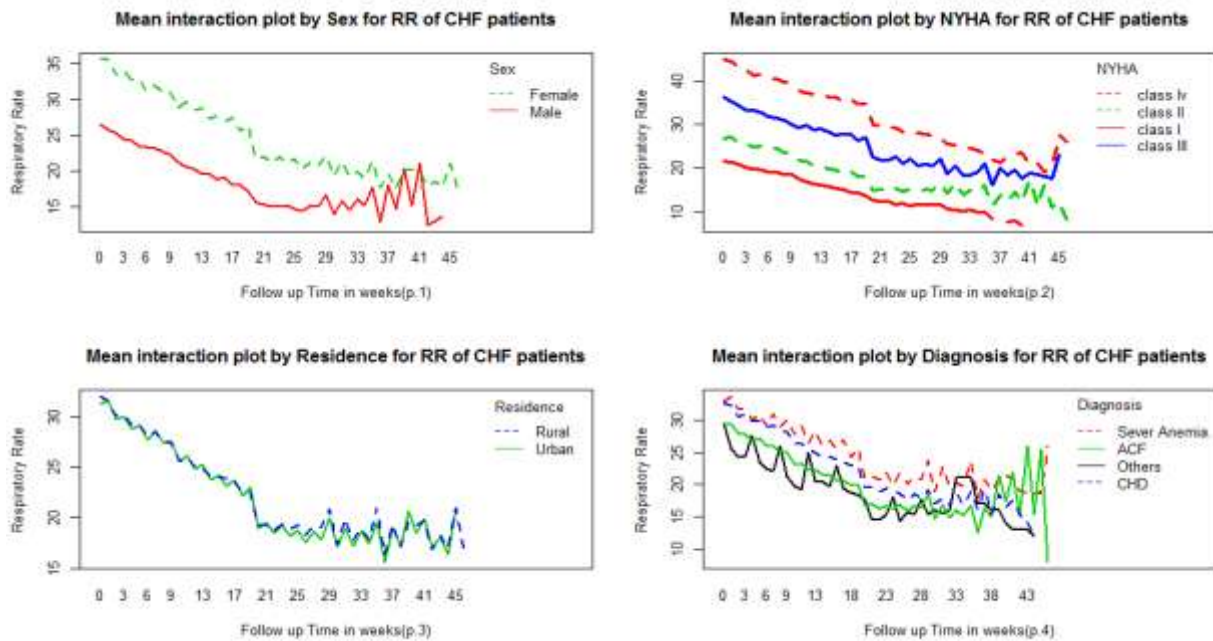 Mean interaction plot by Sex for RR of CHF patients
Respiratory Rate
35
30
25
20
15
Sex
Female
Male
0 3 6 9 13 17 21 25 29 33 37 41 45
Follow up Time in weeks(p.1)
Mean interaction plot by NYHA for RR of CHF patients
Respiratory Rate
40
30
20
10
NYHA
class Iv
class II
class I
class III
0 3 6 9 13 17 21 25 29 33 37 41 45
Follow up Time in weeks(p.2)
Mean interaction plot by Residence for RR of CHF patients
Respiratory Rate
30
25
20
15
Residence
Rural
Urban
0 3 6 9 13 17 21 25 29 33 37 41 45
Follow up Time in weeks(p.3)
Mean interaction plot by Diagnosis for RR of CHF patients
Respiratory Rate
30
25
20
15
10
Diagnosis
Sever Anemia
ACF
Others
CHD
0 3 6 9 13 18 23 28 33 38 43
Follow up Time in weeks(p.4)